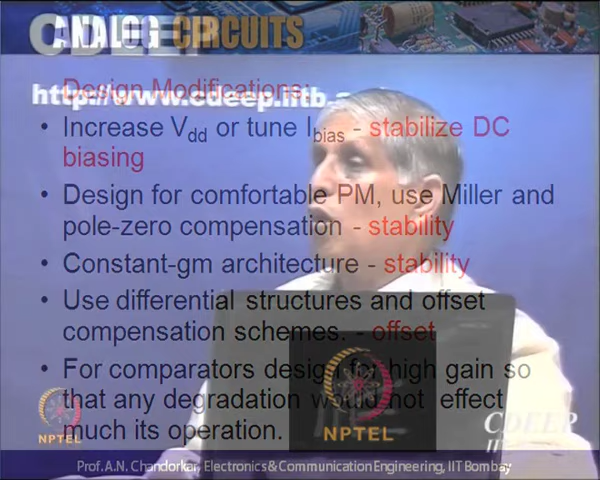 CDEEP
ANALOG CIRCUITS
Design Modifications:
http://www.cdeep.iitb.a
• Increase Vdd or tune Ibias - stabilize DC
biasing
• Design for comfortable PM, use Miller and
pole-zero compensation - stability
• Constant-gm architecture - stability
• Use differential structures and offset
compensation schemes. - offset
• For comparators design for high gain so
that any degradation would not effect
much its operation.
NPTEL
NPTEL
CDEEP
Prof. A.N. Chandorkar, Electronics & Communication Engineering, IIT Bombay